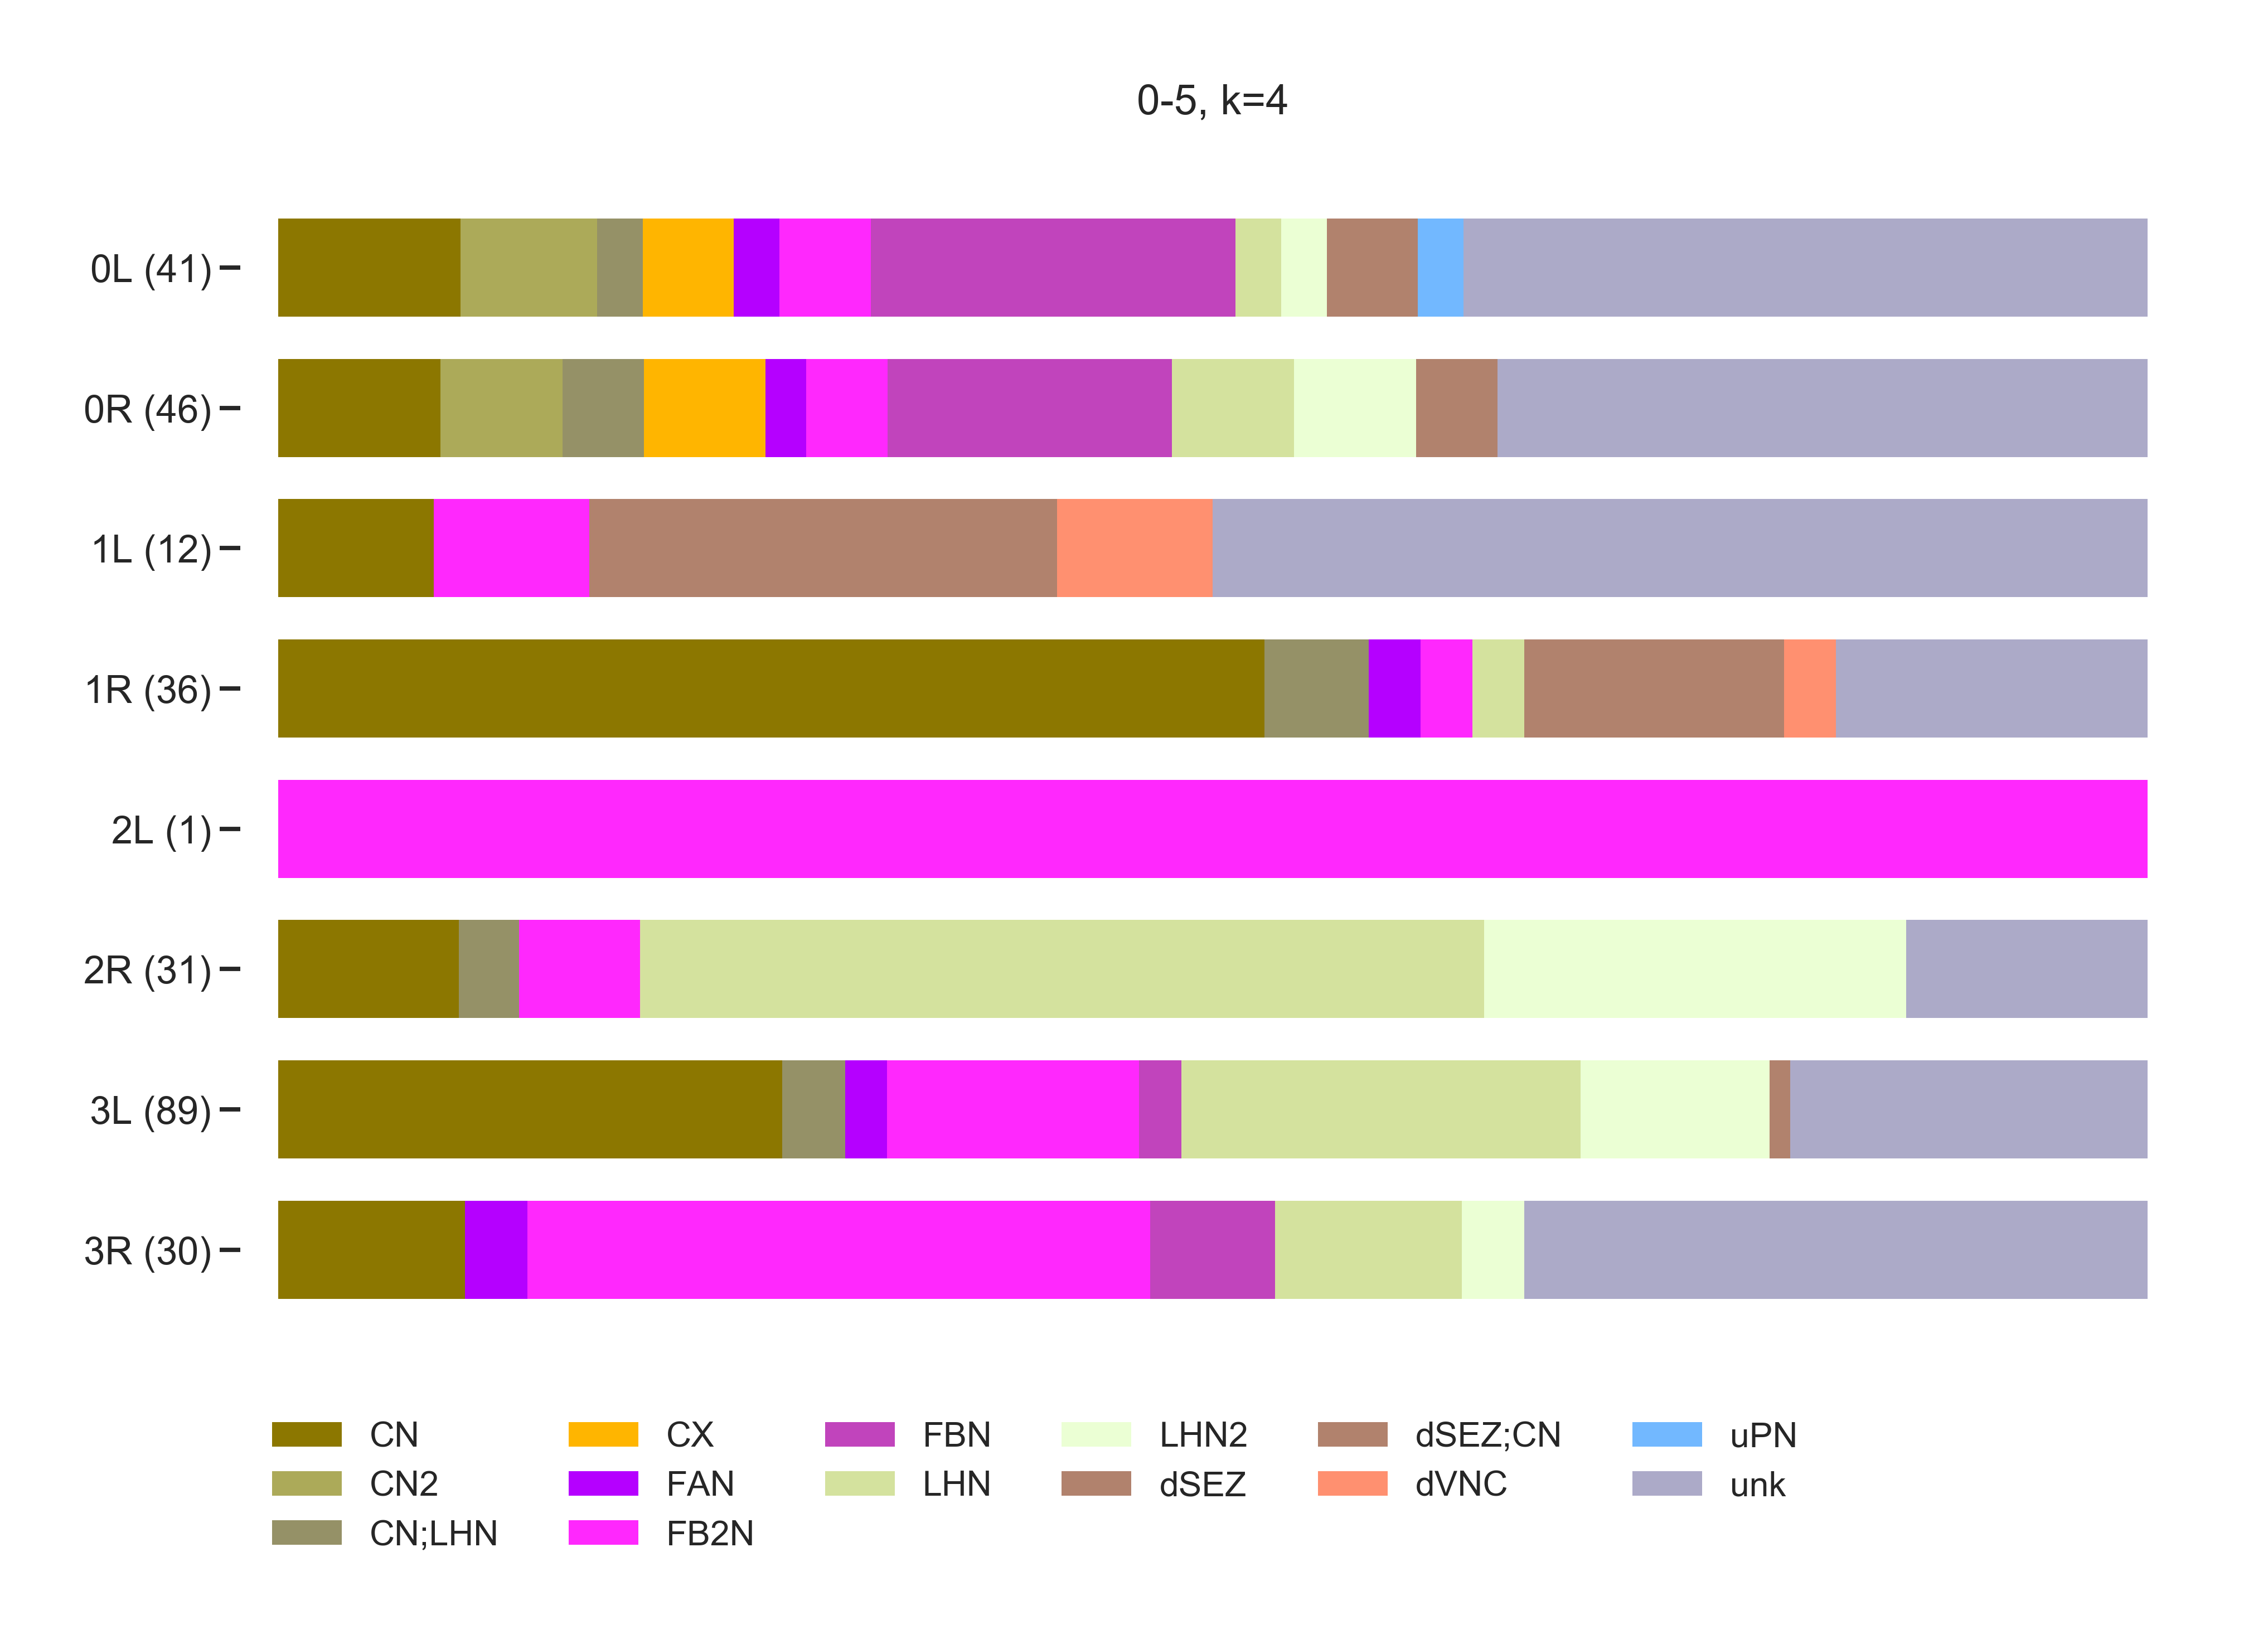 0-5, k=4
0L (41)
0R (46)
1L (12)
1R (36)
2L (1)
2R (31)
3L (89)
3R (30)
CN CX FBN LHN2 dSEZ;CN uPN
CN2 FAN LHN dSEZ dVNC unk
CN;LHN FB2N